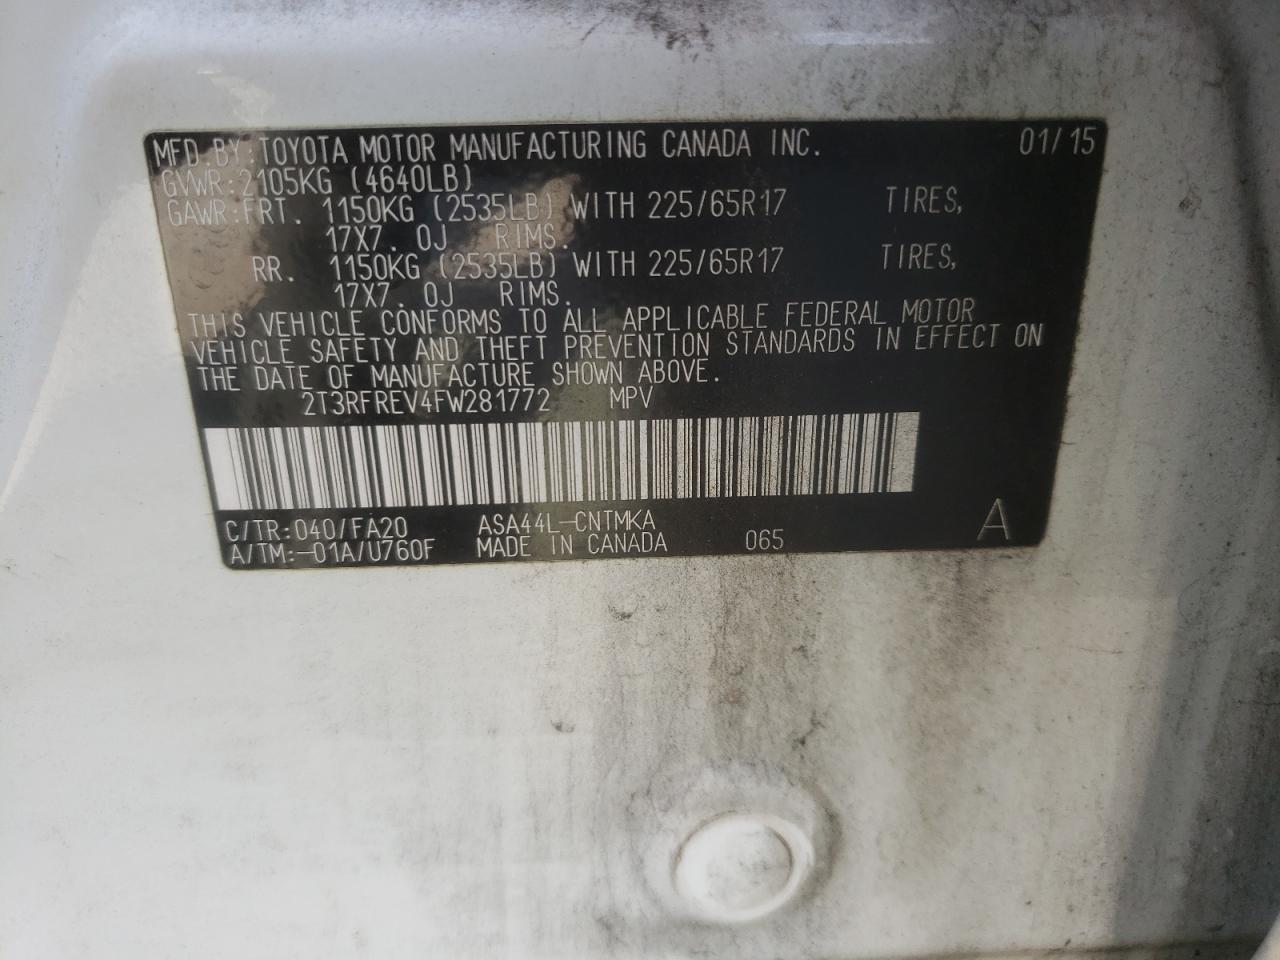 MFD.BY:TOYOTA MOTOR MANUFACTURING CANADA INC. 01/15
GVWR:2105KG (4640LB)
GAWR:FRT. 1150KG (2535LB) WITH 225/65R17 TIRES,
17X7.0J RIMS.
RR. 1150KG (2535LB) WITH 225/65R17 TIRES,
17X7.0J RIMS.
THIS VEHICLE CONFORMS TO ALL APPLICABLE FEDERAL MOTOR
VEHICLE SAFETY AND THEFT PREVENTION STANDARDS IN EFFECT ON
THE DATE OF MANUFACTURE SHOWN ABOVE.
2T3RFREV4FW281772 MPV
C/TR:040/FA20 ASA44L-CNTMKA
A/TM:-01A/U760F MADE IN CANADA 065 A